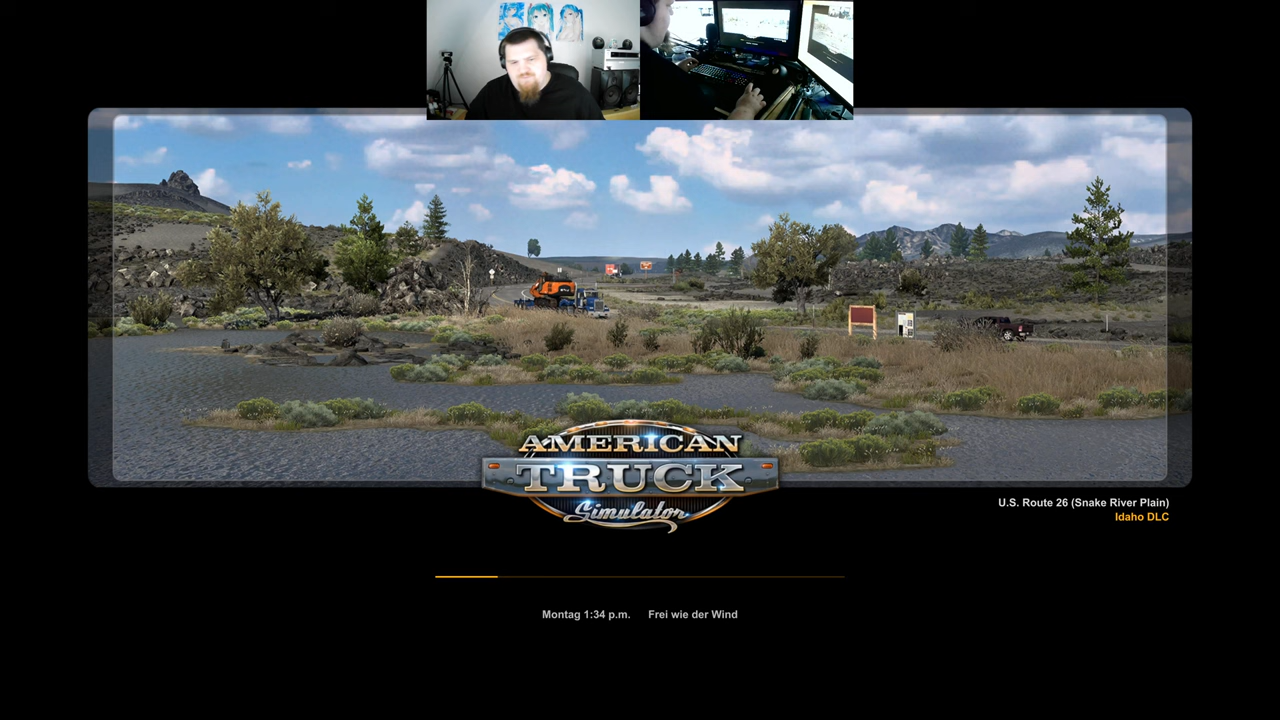 AMERICAN
TRUCK
Simulator
U.S. Route 26 (Snake River Plain)
Idaho DLC
Montag 1:34 p.m. Frei wie der Wind